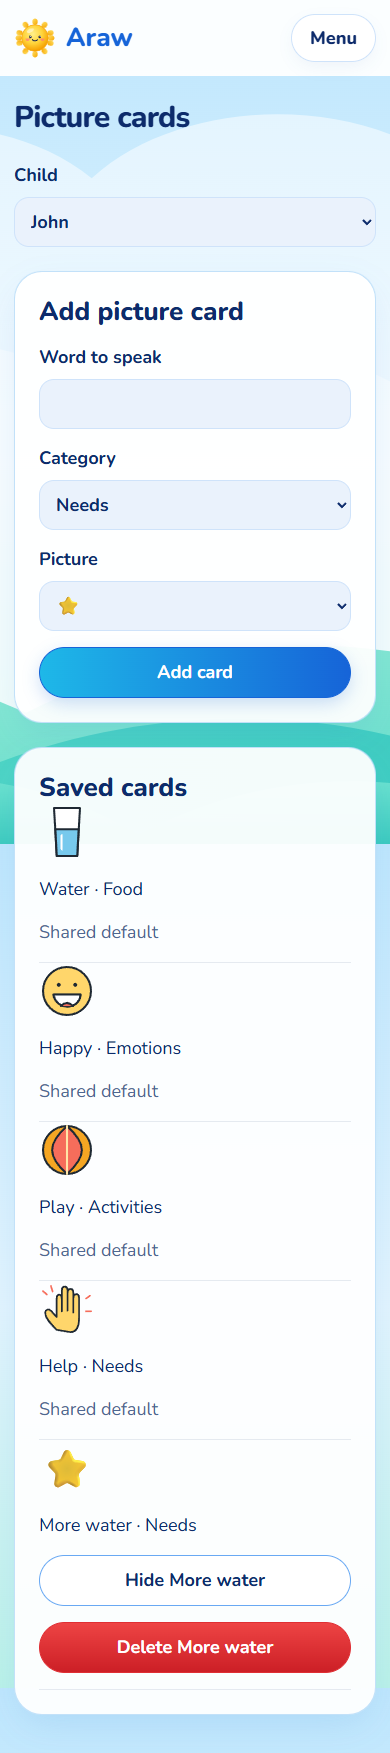 Araw
Menu
Picture cards
Child
John
Add picture card
Word to speak
Category
Needs
Picture
Add card
Saved cards
Water · Food
Shared default
Happy · Emotions
Shared default
Play · Activities
Shared default
Help · Needs
Shared default
More water · Needs
Hide More water
Delete More water